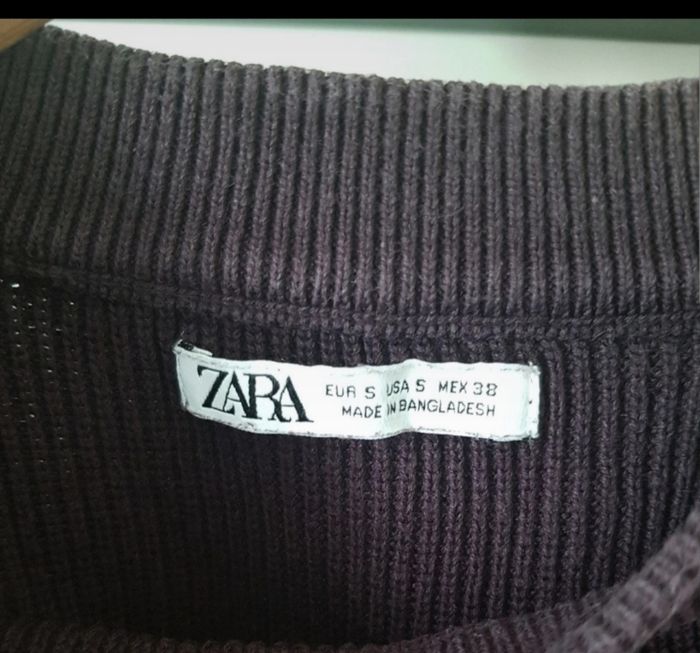 ZARA
EUR S USA S MEX 38
MADE IN BANGLADESH